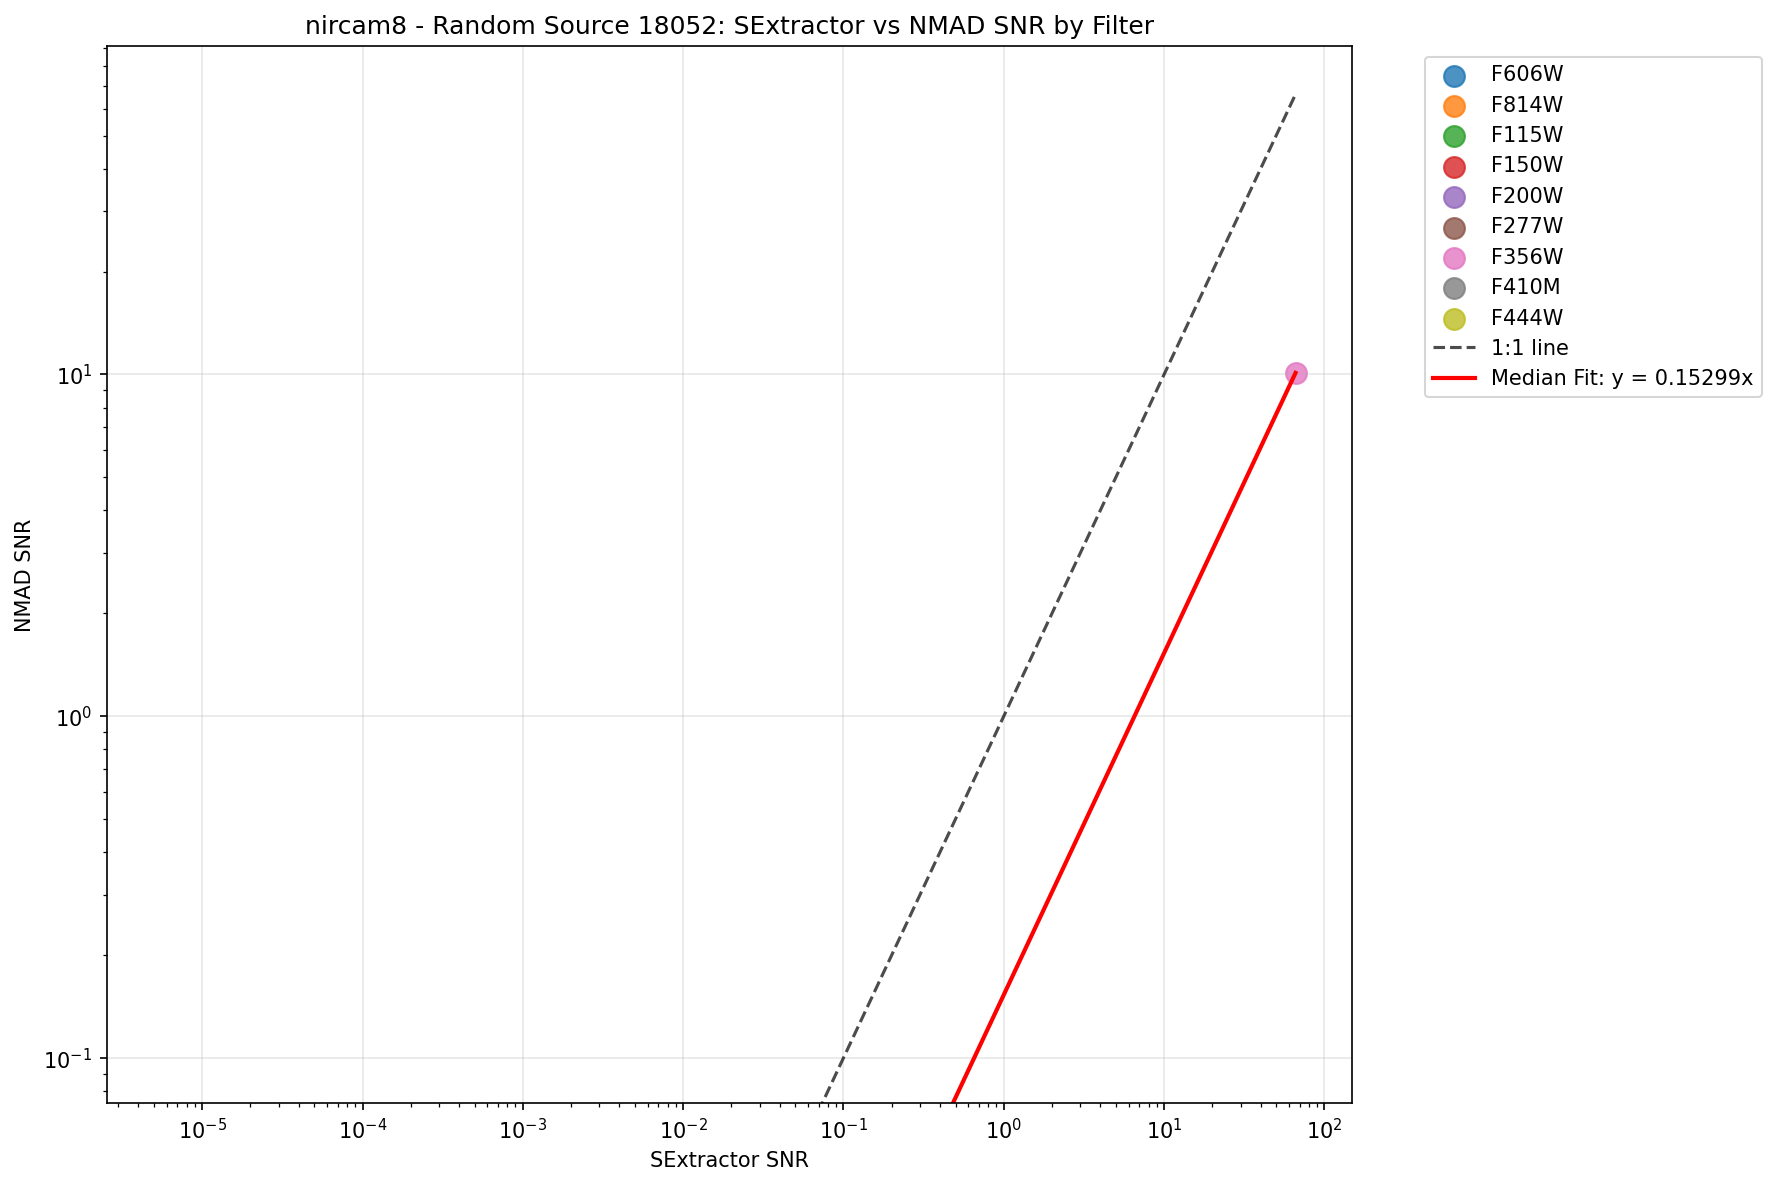 nircam8 - Random Source 18052: SExtractor vs NMAD SNR by Filter
F606W
F814W
F115W
F150W
F200W
F277W
F356W
F410M
F444W
1:1 line
Median Fit: y = 0.15299x
NMAD SNR
10¹
10⁰
10⁻¹
10⁻⁵ 10⁻⁴ 10⁻³ 10⁻² 10⁻¹ 10⁰ 10¹ 10²
SExtractor SNR